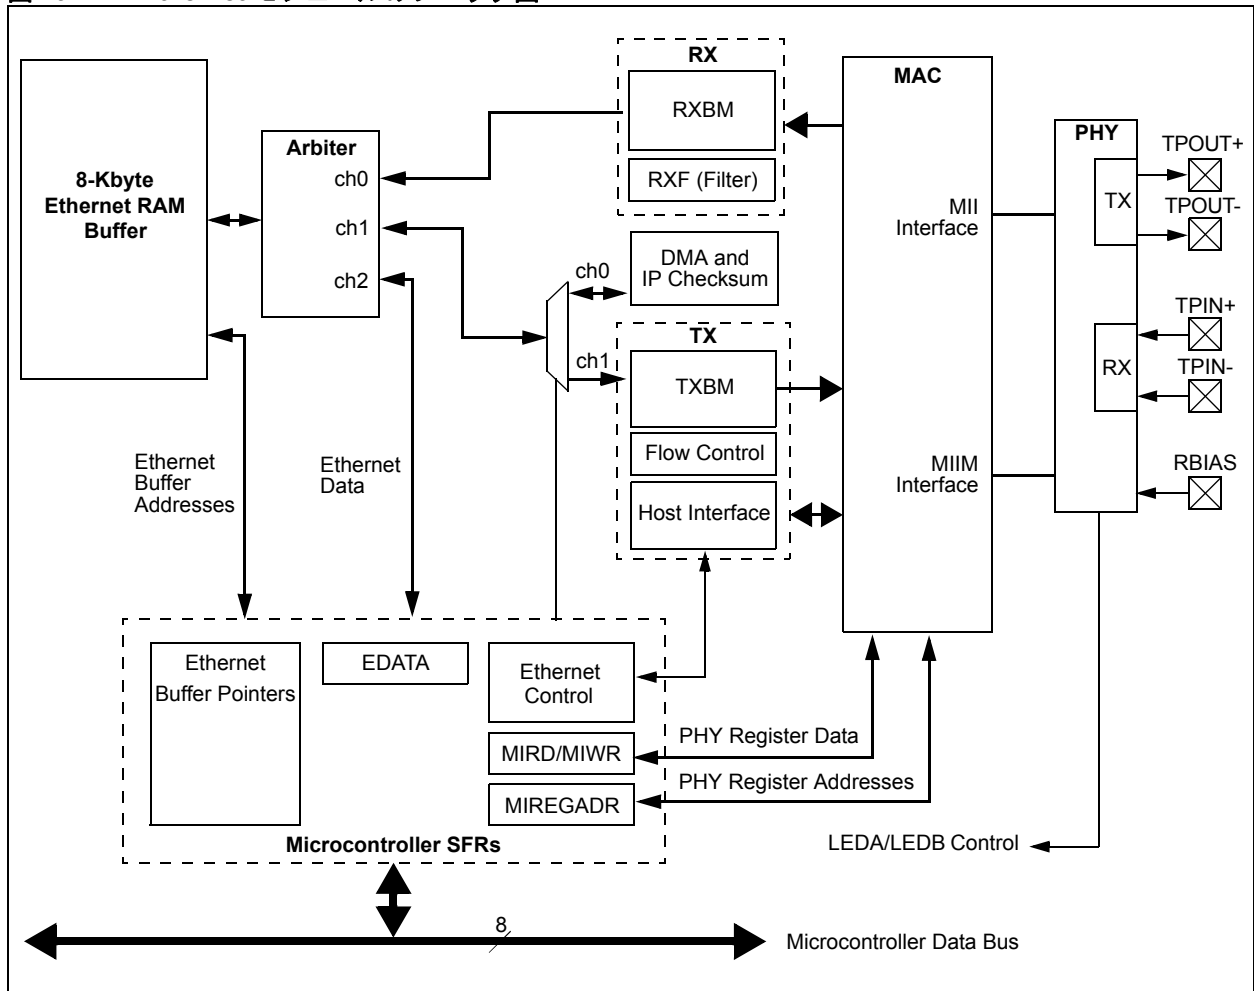 RX
MAC
RXBM
PHY
TPOUT+
Arbiter
8-Kbyte
Ethernet RAM
Buffer
ch0
RXF (Filter)
TX
TPOUT-
MII
Interface
ch1
DMA and
IP Checksum
ch0
ch2
TPIN+
TX
ch1
RX
TPIN-
TXBM
Flow Control
Ethernet
Buffer
Addresses
Ethernet
Data
MIIM
Interface
RBIAS
Host Interface
Ethernet
Buffer Pointers
EDATA
Ethernet
Control
PHY Register Data
MIRD/MIWR
PHY Register Addresses
MIREGADR
Microcontroller SFRs
LEDA/LEDB Control
8
Microcontroller Data Bus